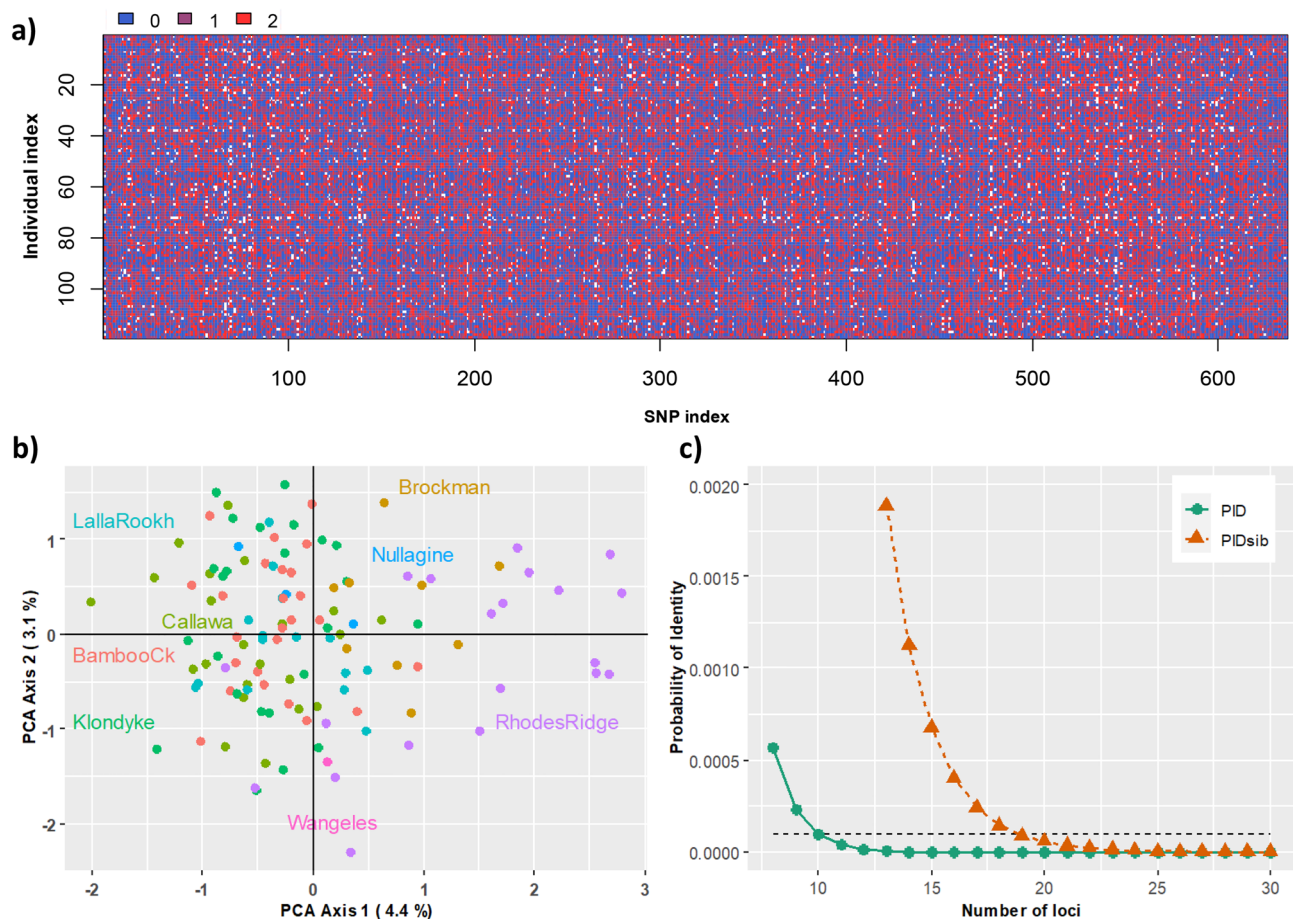 a)
0 1 2
Individual index
20
40
60
80
100
100 200 300 400 500 600
SNP index
b)
PCA Axis 2 ( 3.1 %)
1
0
-1
-2
Brockman
LallaRookh
Nullagine
Callawa
BambooCk
Klondyke
RhodesRidge
Wangeles
-2 -1 0 1 2 3
PCA Axis 1 ( 4.4 %)
c)
Probability of Identity
0.0020
0.0015
0.0010
0.0005
0.0000
PID
PIDsib
10 15 20 25 30
Number of loci